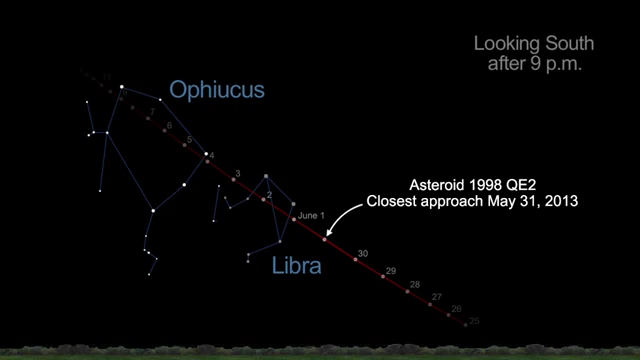 Looking South
after 9 p.m.
Ophiucus
Asteroid 1998 QE2
Closest approach May 31, 2013
Libra
7
6
5
4
3
2
June 1
30
29
28
27
26
25